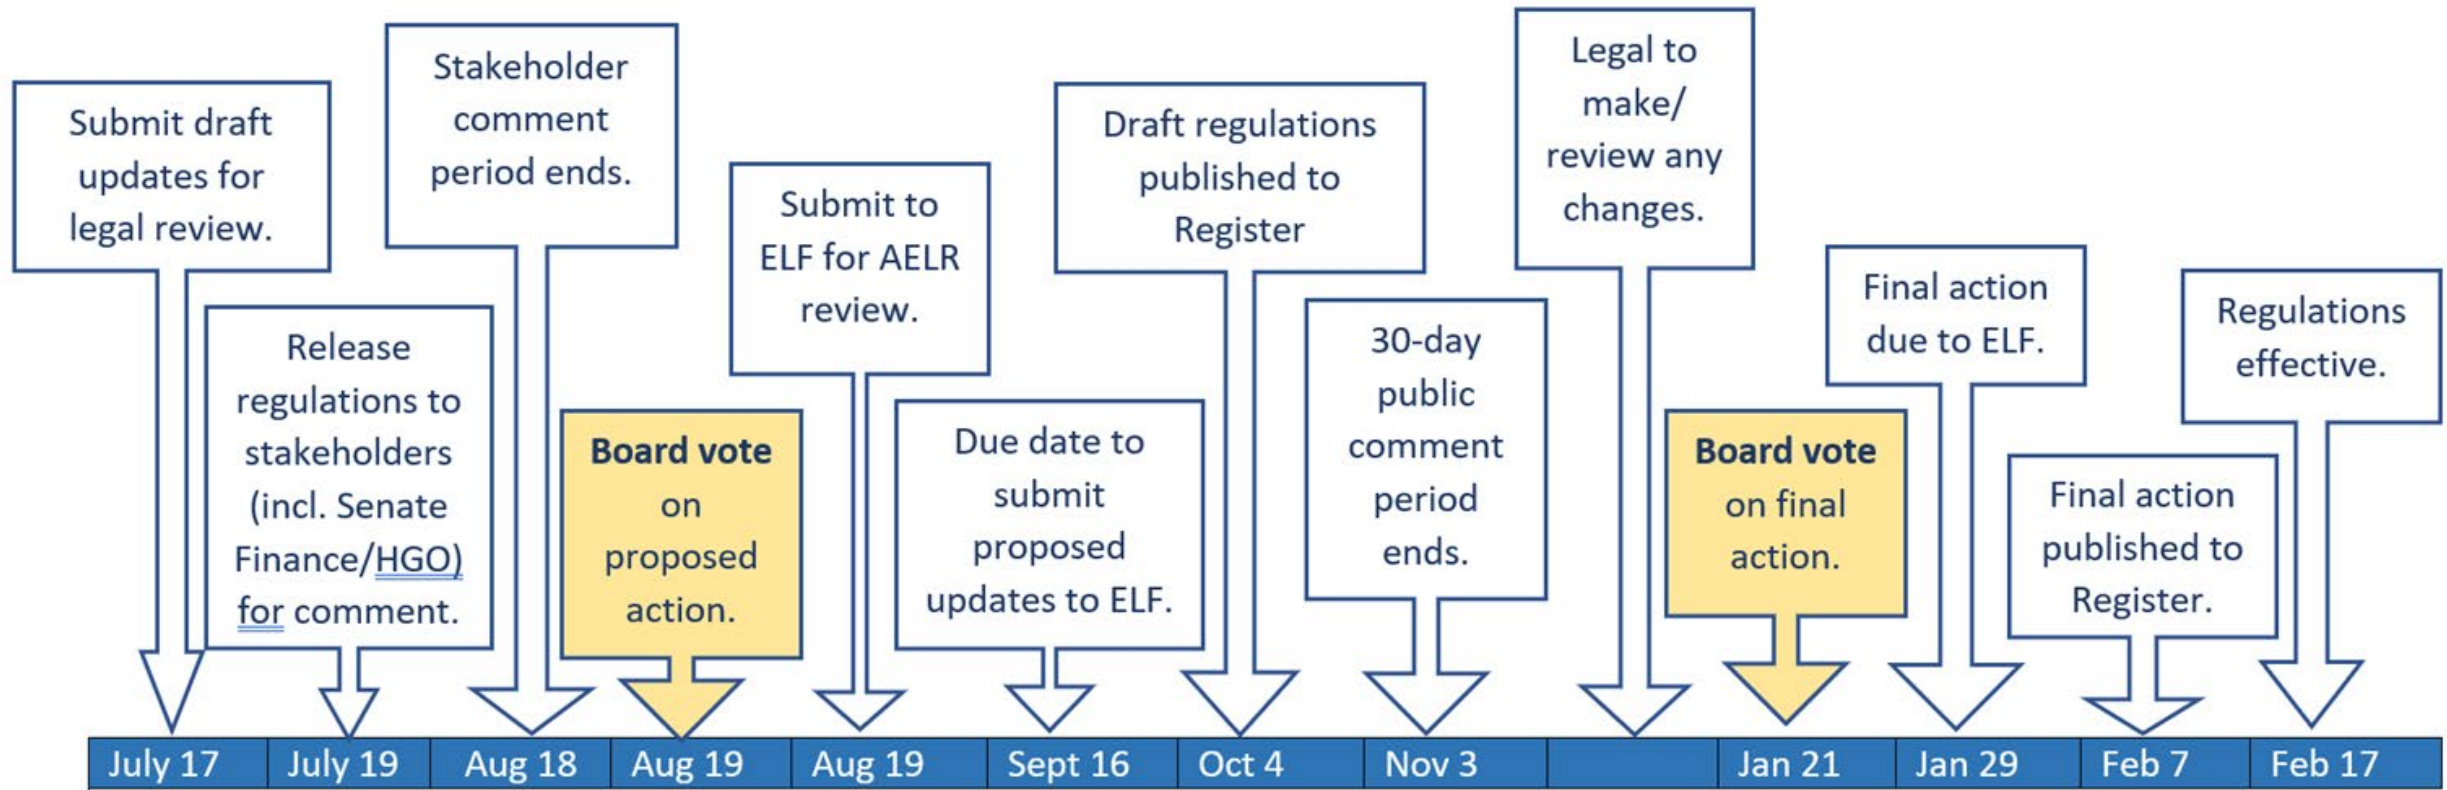 Submit draft
updates for
legal review.
Release
regulations to
stakeholders
(incl. Senate
Finance/HGO)
for comment.
Stakeholder
comment
period ends.
Board vote
on
proposed
action.
Submit to
ELF for AELR
review.
Due date to
submit
proposed
updates to ELF.
Draft regulations
published to
Register
30-day
public
comment
period
ends.
Legal to
make/
review any
changes.
Board vote
on final
action.
Final action
due to ELF.
Final action
published to
Register.
Regulations
effective.
July 17
July 19
Aug 18
Aug 19
Aug 19
Sept 16
Oct 4
Nov 3
Jan 21
Jan 29
Feb 7
Feb 17